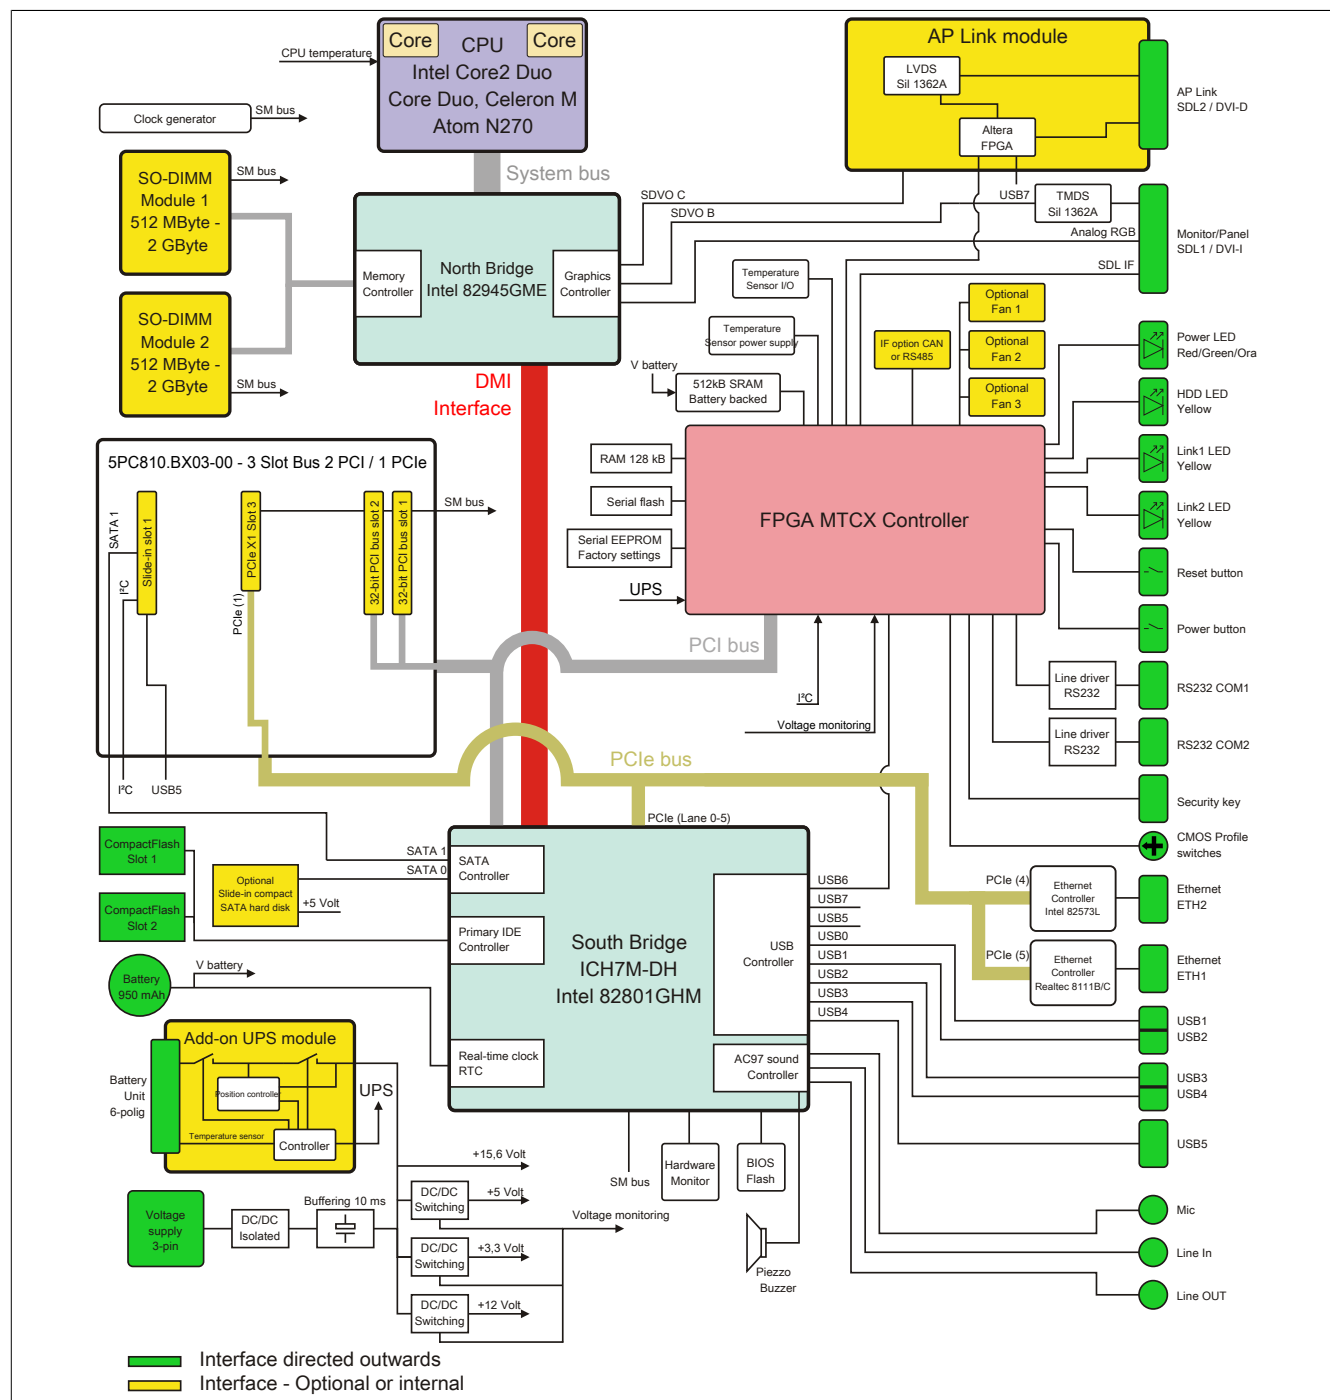 Core
Core
CPU
Intel Core2 Duo
Core Duo, Celeron M
Atom N270
CPU temperature
Clock generator
SM bus
SO-DIMM
Module 1
512 MByte -
2 GByte
SM bus
SO-DIMM
Module 2
512 MByte -
2 GByte
SM bus
System bus
Memory
Controller
North Bridge
Intel 82945GME
Graphics
Controller
SDVO C
SDVO B
Analog RGB
SDL IF
USB7
AP Link module
LVDS
Sil 1362A
Altera
FPGA
AP Link
SDL2 / DVI-D
TMDS
Sil 1362A
Monitor/Panel
SDL1 / DVI-I
Temperature
Sensor I/O
Temperature
Sensor power supply
V battery
512kB SRAM
Battery backed
IF option CAN
or RS485
Optional
Fan 1
Optional
Fan 2
Optional
Fan 3
Power LED
Red/Green/Ora
HDD LED
Yellow
Link1 LED
Yellow
Link2 LED
Yellow
Reset button
Power button
DMI
Interface
RAM 128 kB
Serial flash
Serial EEPROM
Factory settings
UPS
FPGA MTCX Controller
5PC810.BX03-00 - 3 Slot Bus 2 PCI / 1 PCIe
SATA 1
I²C
Slide-in slot 1
PCIe X1 Slot 3
PCIe (1)
32-bit PCI bus slot 2
32-bit PCI bus slot 1
SM bus
I²C
USB5
PCI bus
I²C
Voltage monitoring
Line driver
RS232
RS232 COM1
Line driver
RS232
RS232 COM2
Security key
CMOS Profile
switches
PCIe bus
PCIe (Lane 0-5)
CompactFlash
Slot 1
CompactFlash
Slot 2
Optional
Slide-in compact
SATA hard disk
+5 Volt
SATA 1
SATA 0
SATA
Controller
Primary IDE
Controller
South Bridge
ICH7M-DH
Intel 82801GHM
Real-time clock
RTC
USB
Controller
AC97 sound
Controller
USB6
USB7
USB5
USB0
USB1
USB2
USB3
USB4
PCIe (4)
Ethernet
Controller
Intel 82573L
Ethernet
ETH2
PCIe (5)
Ethernet
Controller
Realtec 8111B/C
Ethernet
ETH1
USB1
USB2
USB3
USB4
USB5
Mic
Line In
Line OUT
Battery
950 mAh
V battery
Add-on UPS module
Battery
Unit
6-polig
Position controller
Temperature sensor
Controller
UPS
SM bus
Hardware
Monitor
BIOS
Flash
Piezzo
Buzzer
Voltage
supply
3-pin
DC/DC
Isolated
Buffering 10 ms
+15,6 Volt
DC/DC
Switching
+5 Volt
DC/DC
Switching
+3,3 Volt
DC/DC
Switching
+12 Volt
Voltage monitoring
Interface directed outwards
Interface - Optional or internal